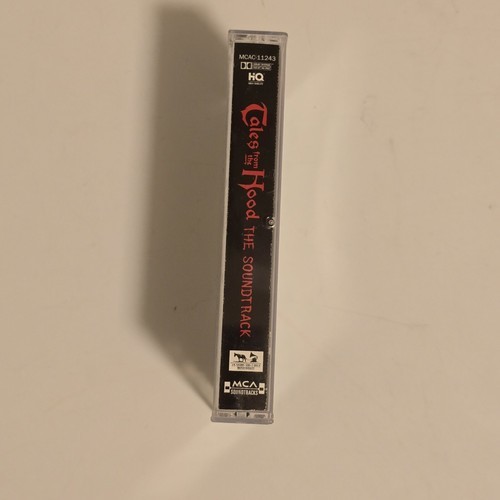 MCAC-11243
HQ
Tales from the Hood THE SOUNDTRACK
MCA
SOUNDTRACKS